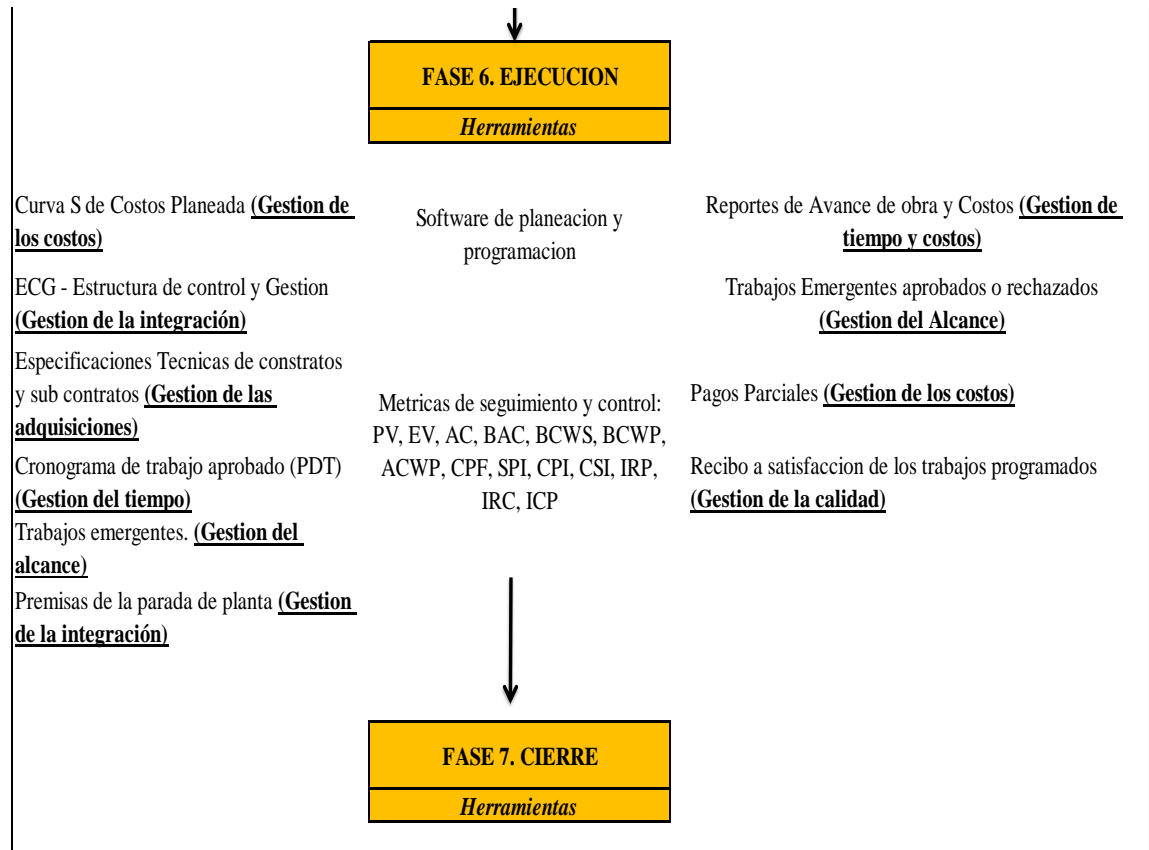 FASE 6. EJECUCION
Herramientas
Curva S de Costos Planeada (Gestion de
los costos)
ECG - Estructura de control y Gestion
(Gestion de la integración)
Especificaciones Tecnicas de constratos
y sub contratos (Gestion de las
adquisiciones)
Cronograma de trabajo aprobado (PDT)
(Gestion del tiempo)
Trabajos emergentes. (Gestion del
alcance)
Premisas de la parada de planta (Gestion
de la integración)
Software de planeacion y
programacion
Metricas de seguimiento y control:
PV, EV, AC, BAC, BCWS, BCWP,
ACWP, CPF, SPI, CPI, CSI, IRP,
IRC, ICP
Reportes de Avance de obra y Costos (Gestion de
tiempo y costos)
Trabajos Emergentes aprobados o rechazados
(Gestion del Alcance)
Pagos Parciales (Gestion de los costos)
Recibo a satisfaccion de los trabajos programados
(Gestion de la calidad)
FASE 7. CIERRE
Herramientas